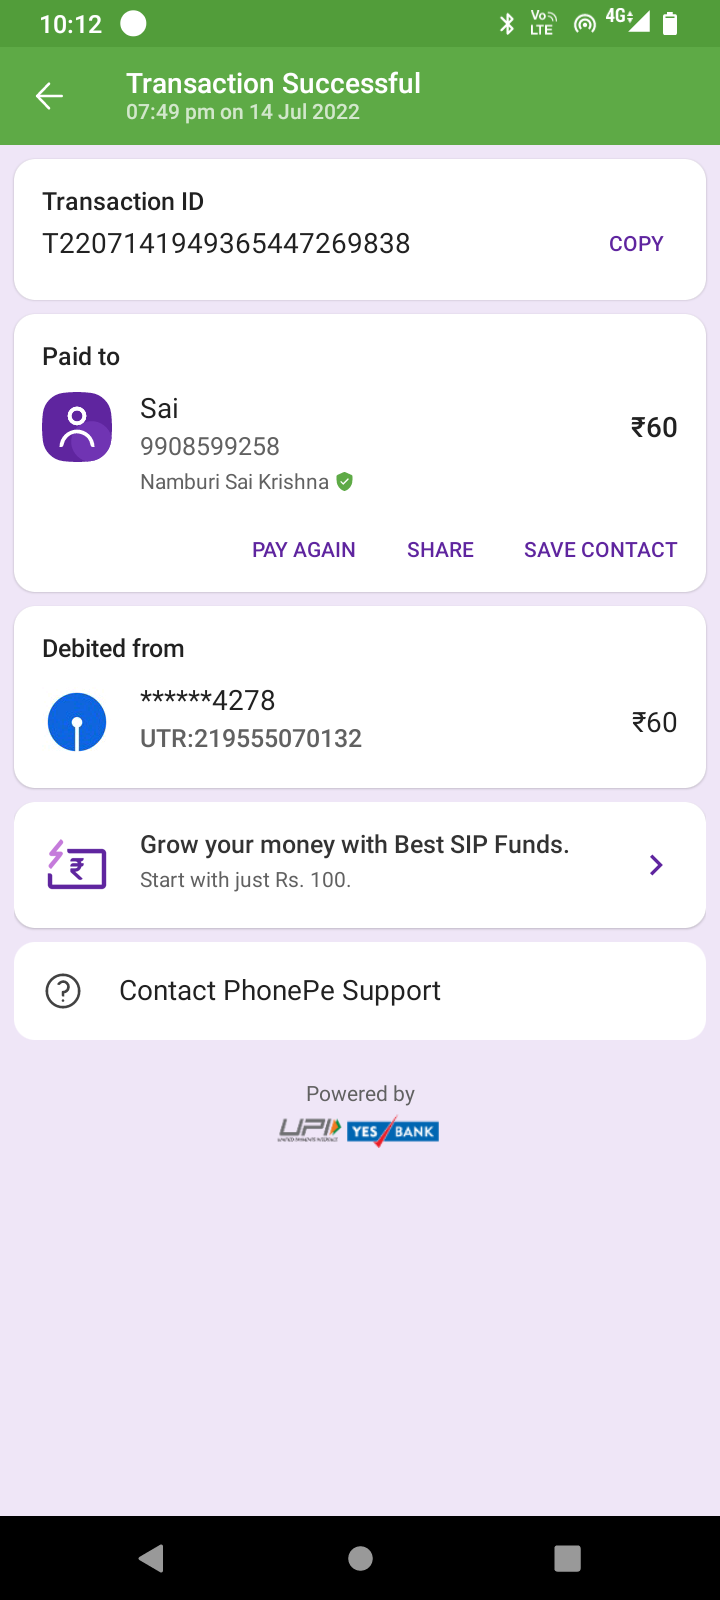 10:12
Vo LTE 4G
Transaction Successful
07:49 pm on 14 Jul 2022
Transaction ID
T2207141949365447269838 COPY
Paid to
Sai
9908599258 ₹60
Namburi Sai Krishna
PAY AGAIN SHARE SAVE CONTACT
Debited from
******4278
UTR:219555070132 ₹60
Grow your money with Best SIP Funds.
Start with just Rs. 100.
Contact PhonePe Support
Powered by
UPI YES BANK
UNIFIED PAYMENTS INTERFACE